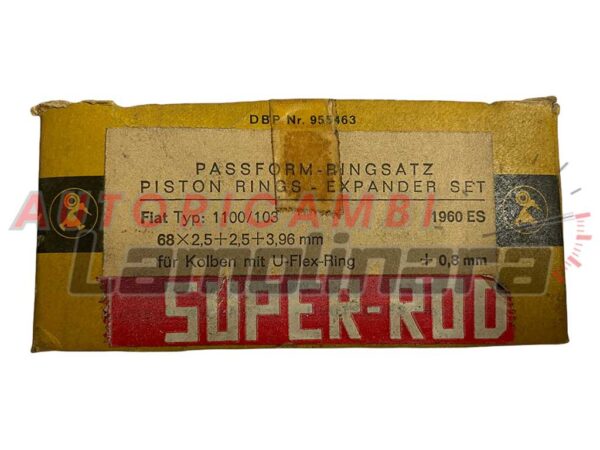 DBP Nr. 955463
PASSFORM-RINGSATZ
PISTON RINGS - EXPANDER SET
Fiat Typ: 1100/103 1960 ES
68×2,5+2,5+3,96 mm
für Kolben mit U-Flex-Ring + 0,8 mm
SUPER-ROD
AUTORICAMBI
Lambinara